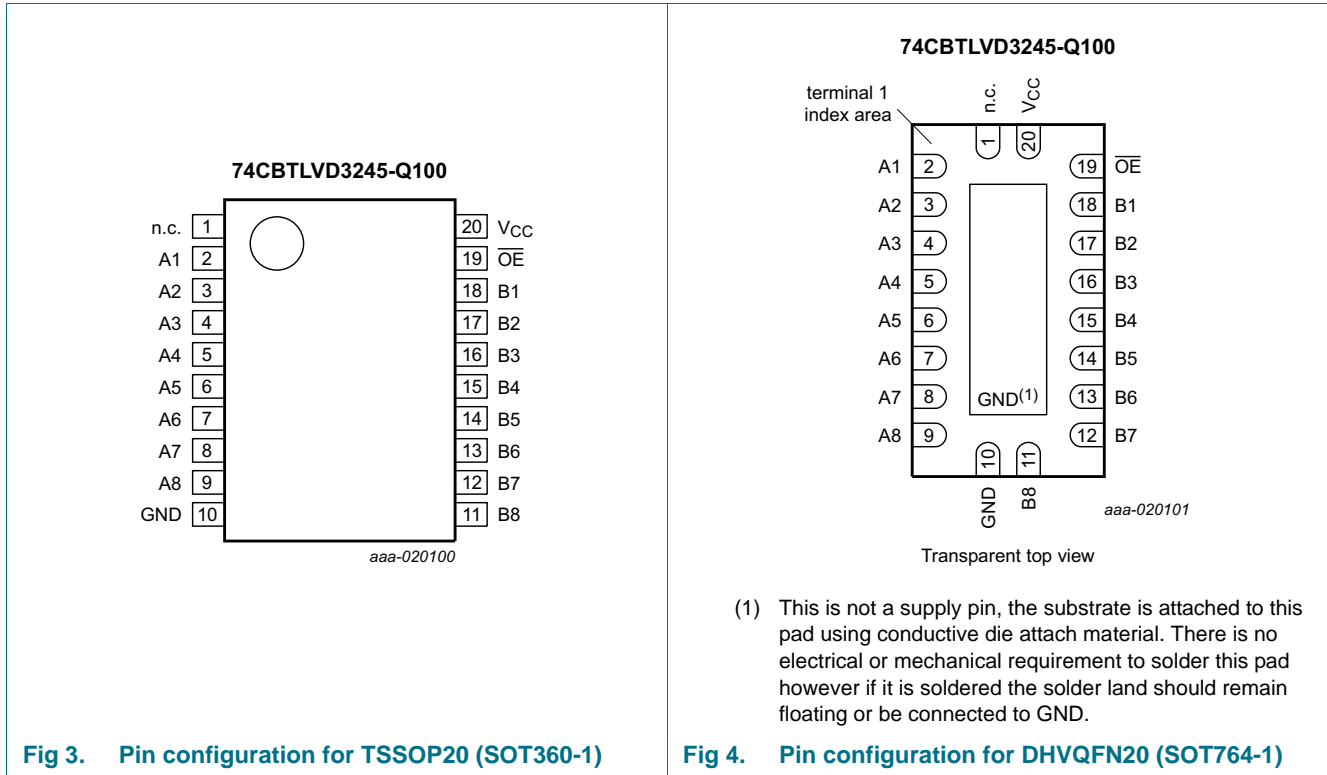 74CBTLVD3245-Q100
n.c. 1
20 VCC
A1 2
19 OE
A2 3
18 B1
A3 4
17 B2
A4 5
16 B3
A5 6
15 B4
A6 7
14 B5
A7 8
13 B6
A8 9
12 B7
GND 10
11 B8
aaa-020100
Fig 3. Pin configuration for TSSOP20 (SOT360-1)
74CBTLVD3245-Q100
terminal 1
index area
n.c.
VCC
1
20
A1 2
19 OE
A2 3
18 B1
A3 4
17 B2
A4 5
16 B3
A5 6
15 B4
A6 7
14 B5
A7 8
GND(1)
13 B6
A8 9
12 B7
10
11
GND
B8
aaa-020101
Transparent top view
(1) This is not a supply pin, the substrate is attached to this
pad using conductive die attach material. There is no
electrical or mechanical requirement to solder this pad
however if it is soldered the solder land should remain
floating or be connected to GND.
Fig 4. Pin configuration for DHVQFN20 (SOT764-1)